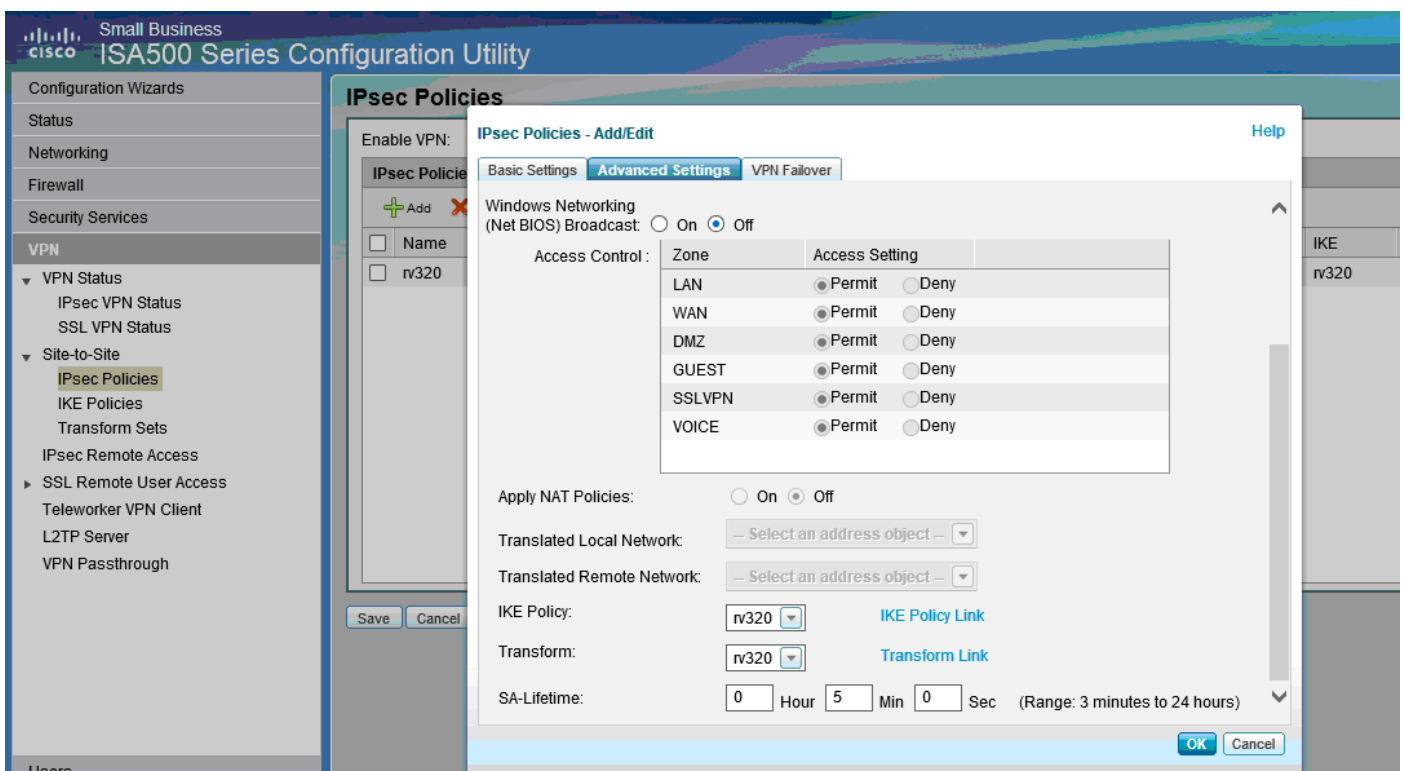 Small Business
cisco ISA500 Series Configuration Utility
Configuration Wizards
Status
Networking
Firewall
Security Services
VPN
VPN Status
IPsec VPN Status
SSL VPN Status
Site-to-Site
IPsec Policies
IKE Policies
Transform Sets
IPsec Remote Access
SSL Remote User Access
Teleworker VPN Client
L2TP Server
VPN Passthrough
IPsec Policies
Enable VPN:
IPsec Policie
Add
Name IKE
rv320 rv320
Save Cancel
IPsec Policies - Add/Edit Help
Basic Settings Advanced Settings VPN Failover
Windows Networking
(Net BIOS) Broadcast: On Off
Access Control : Zone Access Setting
LAN Permit Deny
WAN Permit Deny
DMZ Permit Deny
GUEST Permit Deny
SSLVPN Permit Deny
VOICE Permit Deny
Apply NAT Policies: On Off
Translated Local Network: -- Select an address object --
Translated Remote Network: -- Select an address object --
IKE Policy: rv320 IKE Policy Link
Transform: rv320 Transform Link
SA-Lifetime: 0 Hour 5 Min 0 Sec (Range: 3 minutes to 24 hours)
OK Cancel